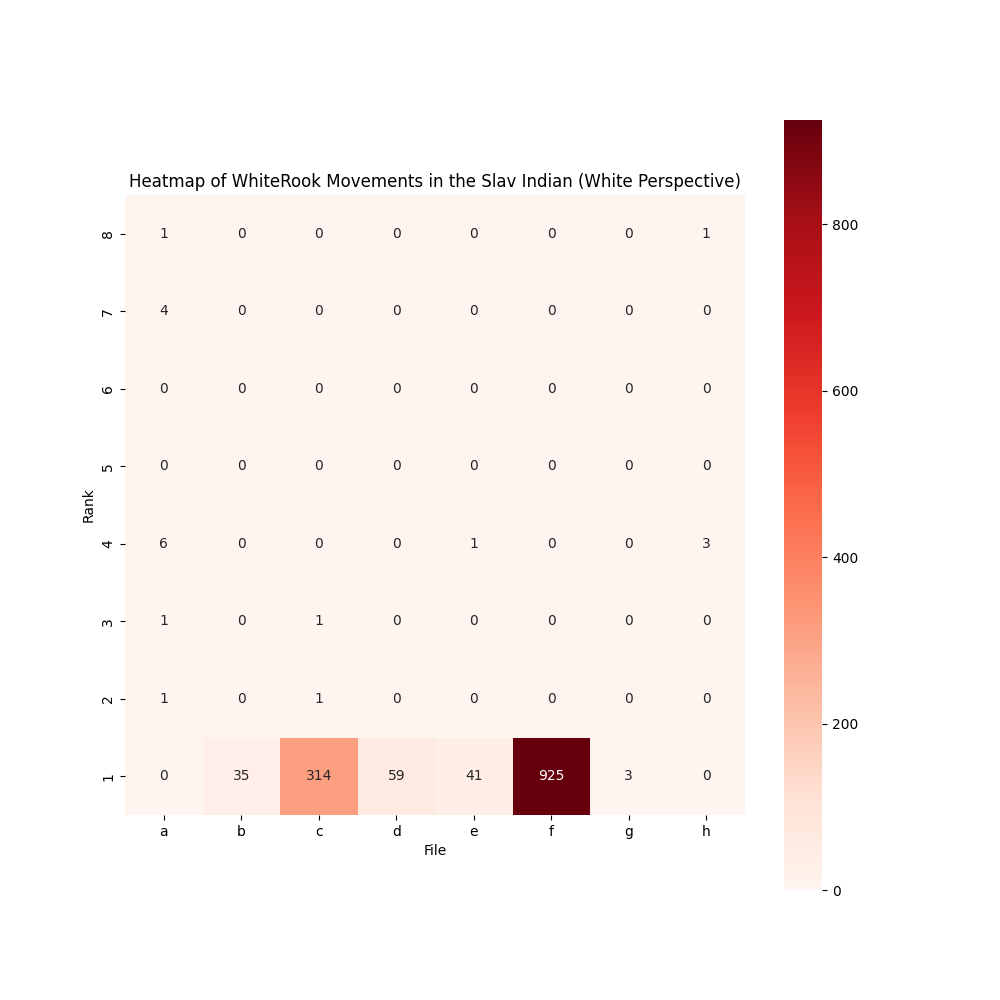 Heatmap of WhiteRook Movements in the Slav Indian (White Perspective)
Rank
8 1 0 0 0 0 0 0 1
7 4 0 0 0 0 0 0 0
6 0 0 0 0 0 0 0 0
5 0 0 0 0 0 0 0 0
4 6 0 0 0 1 0 0 3
3 1 0 1 0 0 0 0 0
2 1 0 1 0 0 0 0 0
1 0 35 314 59 41 925 3 0
a b c d e f g h
File
800
600
400
200
0